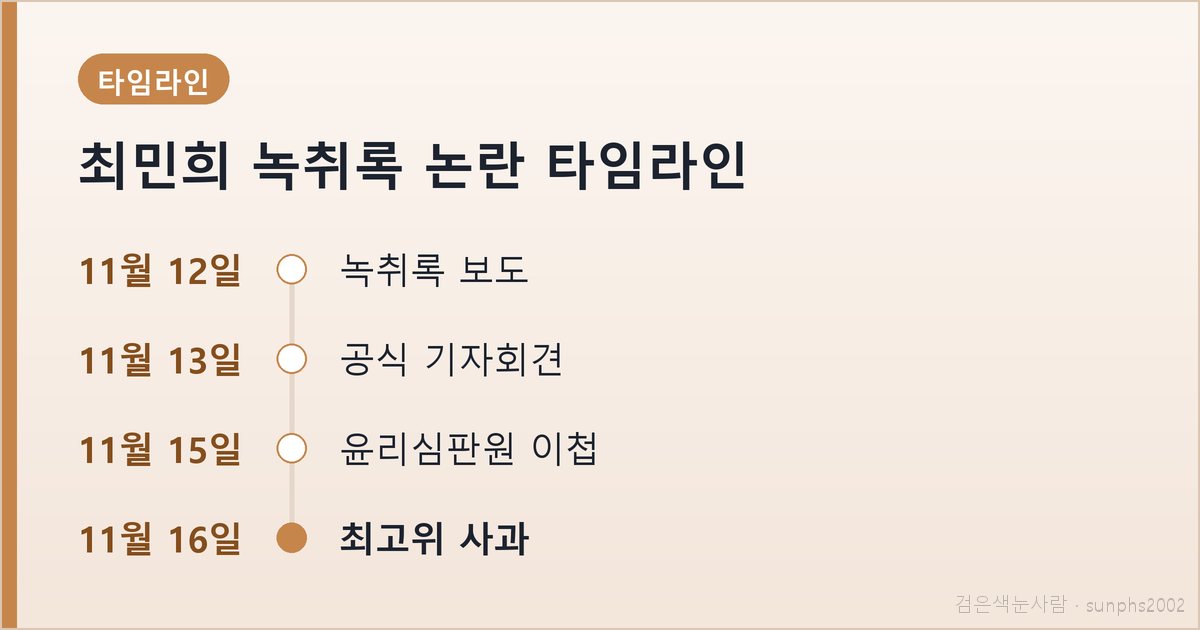 타임라인
최민희 녹취록 논란 타임라인
11월 12일 녹취록 보도
11월 13일 공식 기자회견
11월 15일 윤리심판원 이첩
11월 16일 최고위 사과
검은색눈사람 · sunphs2002